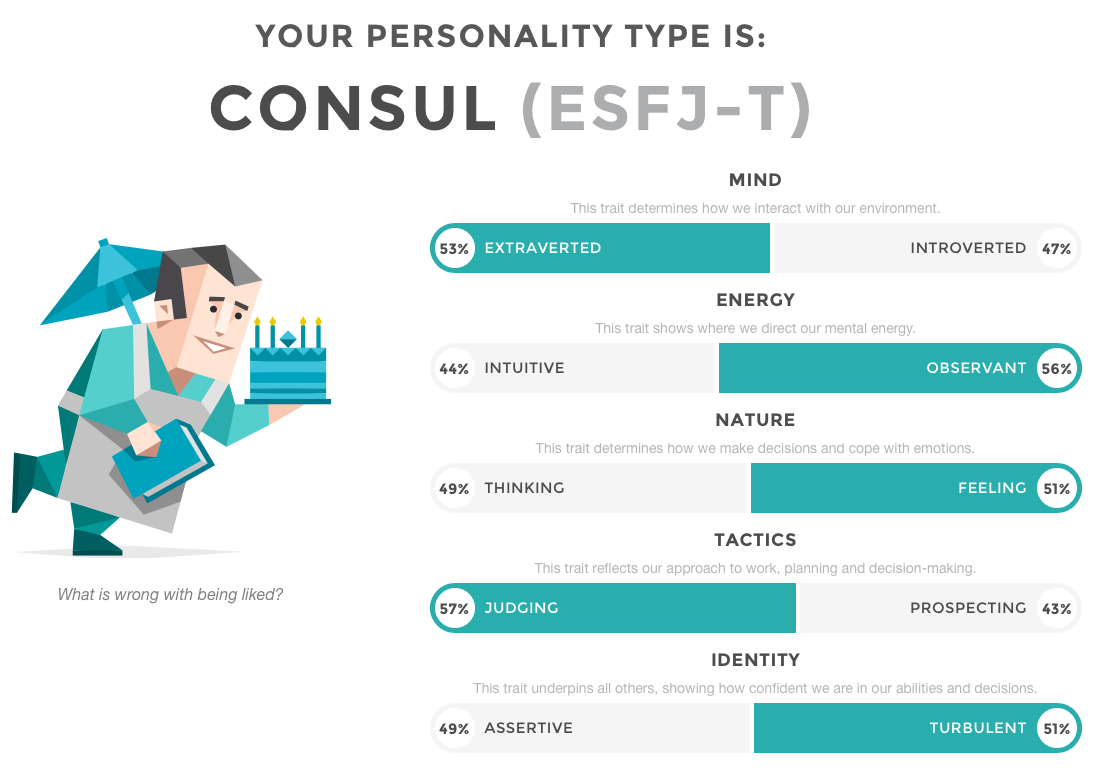 YOUR PERSONALITY TYPE IS:
CONSUL (ESFJ-T)
MIND
This trait determines how we interact with our environment.
53% EXTRAVERTED INTROVERTED 47%
ENERGY
This trait shows where we direct our mental energy.
44% INTUITIVE OBSERVANT 56%
NATURE
This trait determines how we make decisions and cope with emotions.
49% THINKING FEELING 51%
TACTICS
This trait reflects our approach to work, planning and decision-making.
57% JUDGING PROSPECTING 43%
IDENTITY
This trait underpins all others, showing how confident we are in our abilities and decisions.
49% ASSERTIVE TURBULENT 51%
What is wrong with being liked?